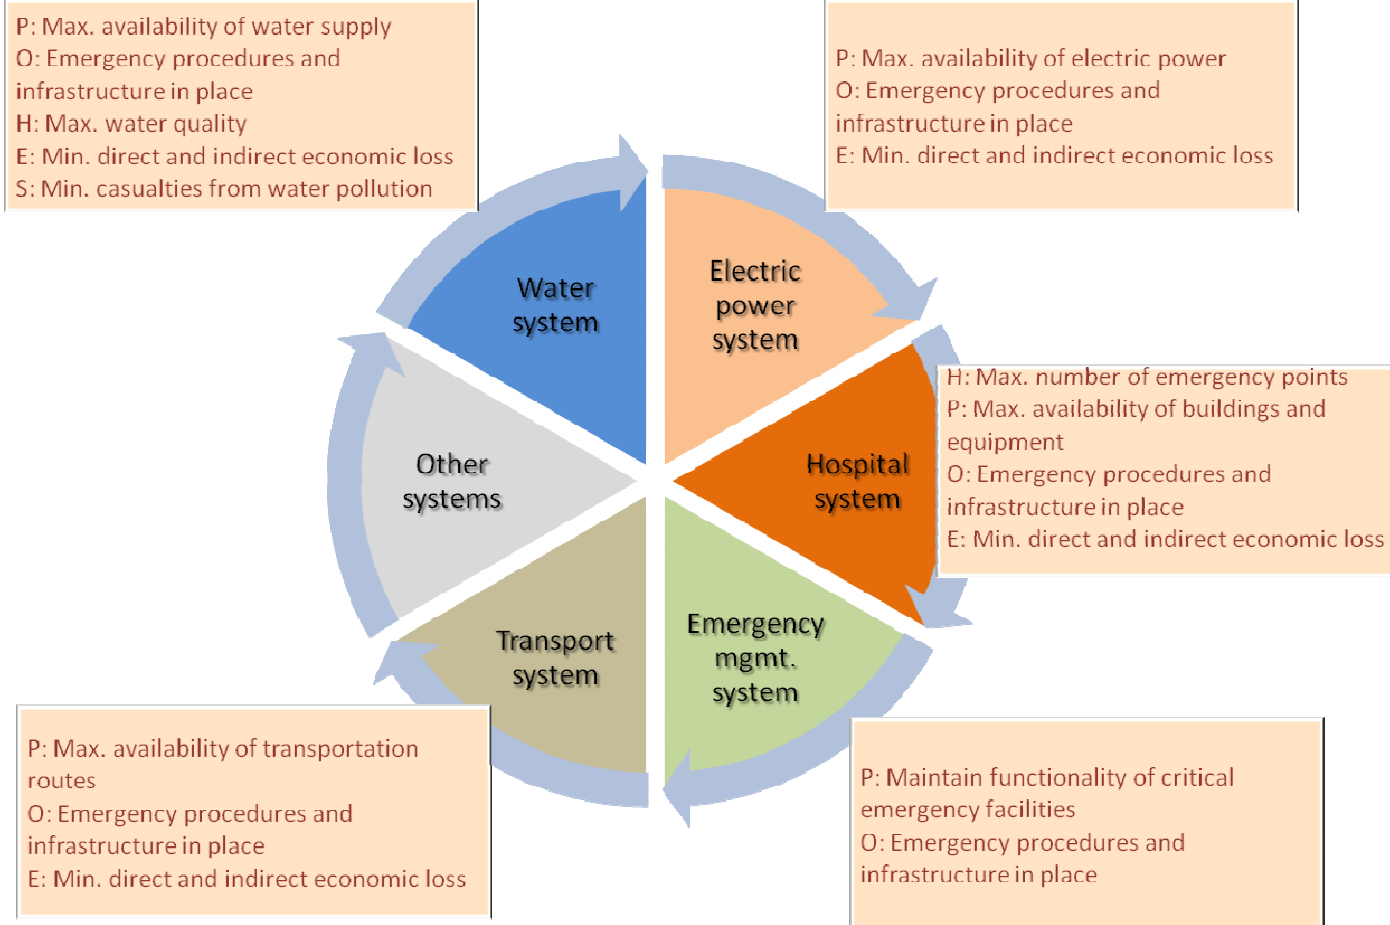 P: Max. availability of water supply
O: Emergency procedures and
infrastructure in place
H: Max. water quality
E: Min. direct and indirect economic loss
S: Min. casualties from water pollution
P: Max. availability of electric power
O: Emergency procedures and
infrastructure in place
E: Min. direct and indirect economic loss
Water
system
Electric
power
system
H: Max. number of emergency points
P: Max. availability of buildings and
equipment
O: Emergency procedures and
infrastructure in place
E: Min. direct and indirect economic loss
Other
systems
Hospital
system
Transport
system
Emergency
mgmt.
system
P: Max. availability of transportation
routes
O: Emergency procedures and
infrastructure in place
E: Min. direct and indirect economic loss
P: Maintain functionality of critical
emergency facilities
O: Emergency procedures and
infrastructure in place